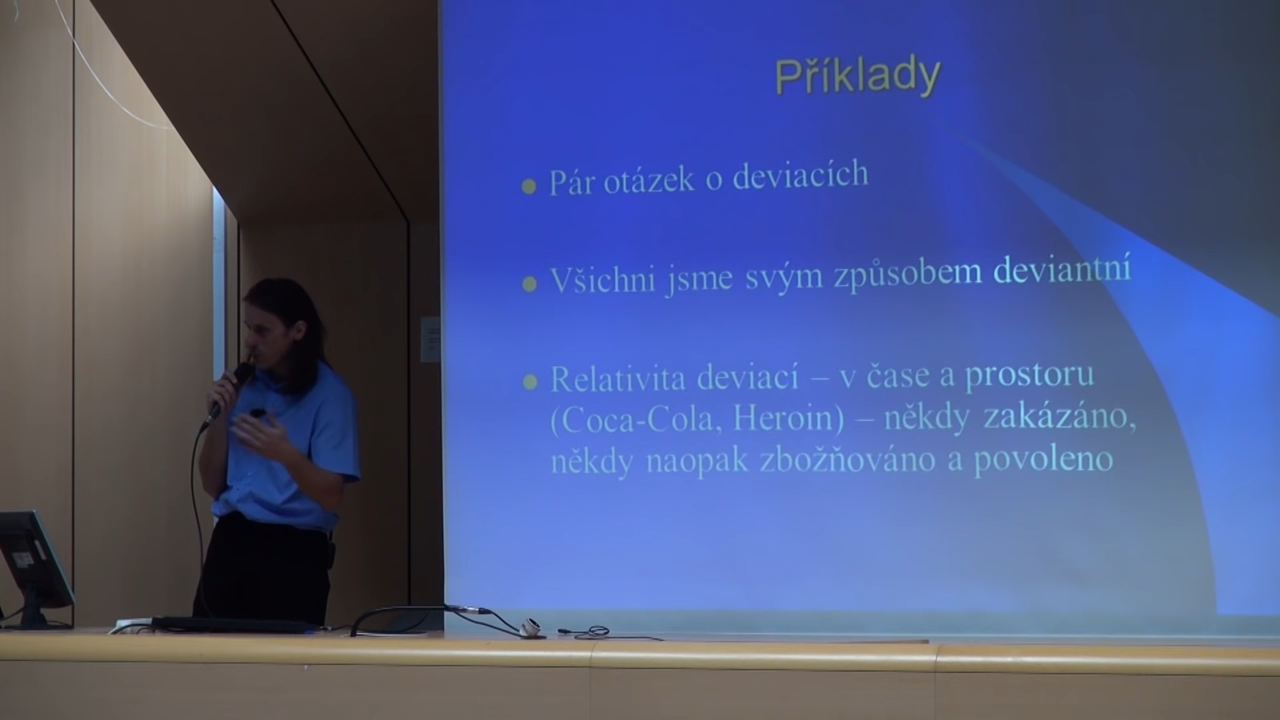 Příklady
Pár otázek o deviacích
Všichni jsme svým způsobem deviantní
Relativita deviací – v čase a prostoru
(Coca-Cola, Heroin) – někdy zakázáno,
někdy naopak zbožňováno a povoleno